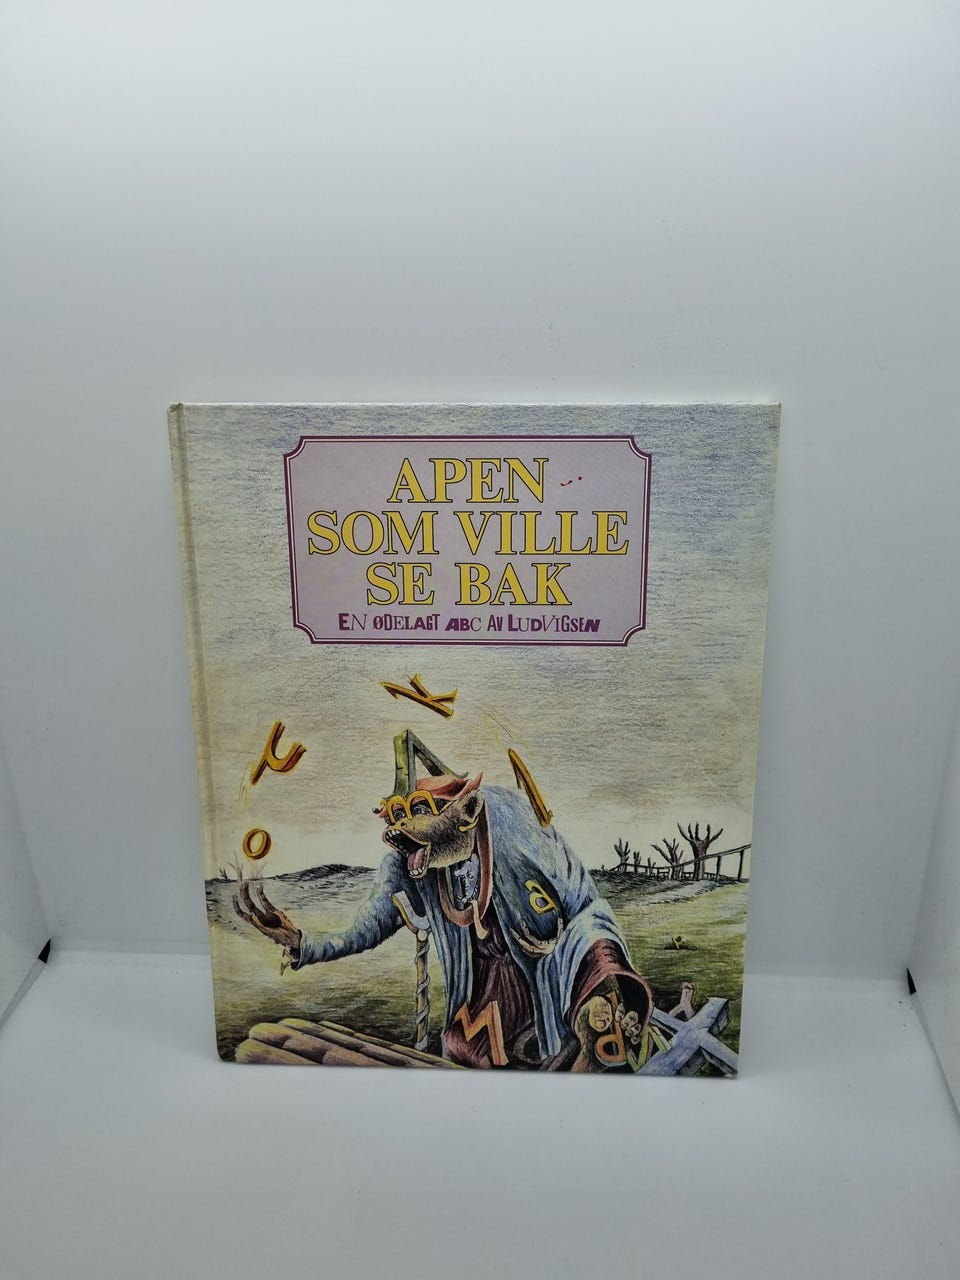 APEN
SOM VILLE
SE BAK
EN ØDELAGT ABC AV LUDVIGSEN